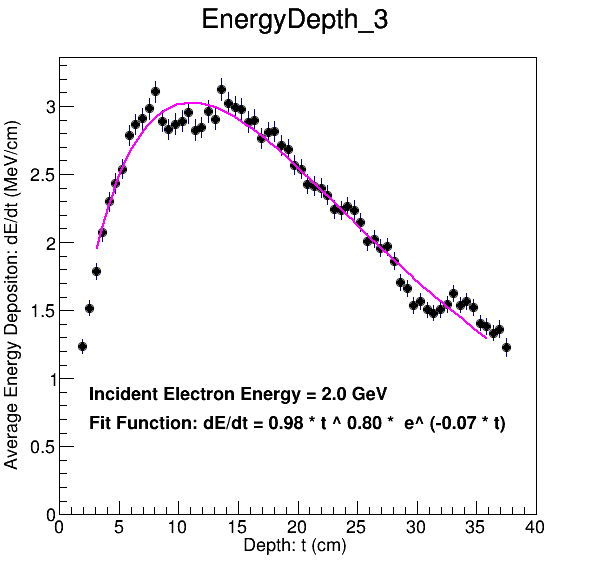 EnergyDepth_3
Average Energy Depositon: dE/dt (MeV/cm)
3
2.5
2
1.5
1
0.5
0
Incident Electron Energy = 2.0 GeV
Fit Function: dE/dt = 0.98 * t ^ 0.80 * e^ (-0.07 * t)
0 5 10 15 20 25 30 35 40
Depth: t (cm)